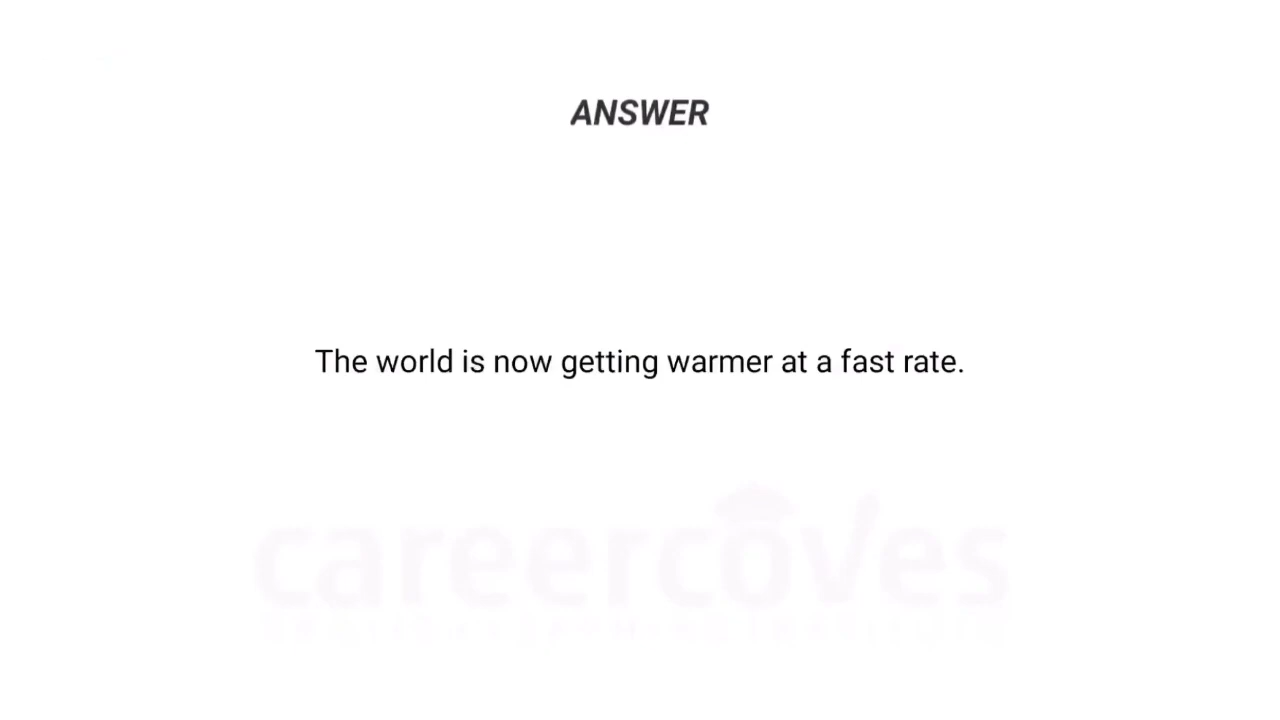 ANSWER
The world is now getting warmer at a fast rate.
careercoves